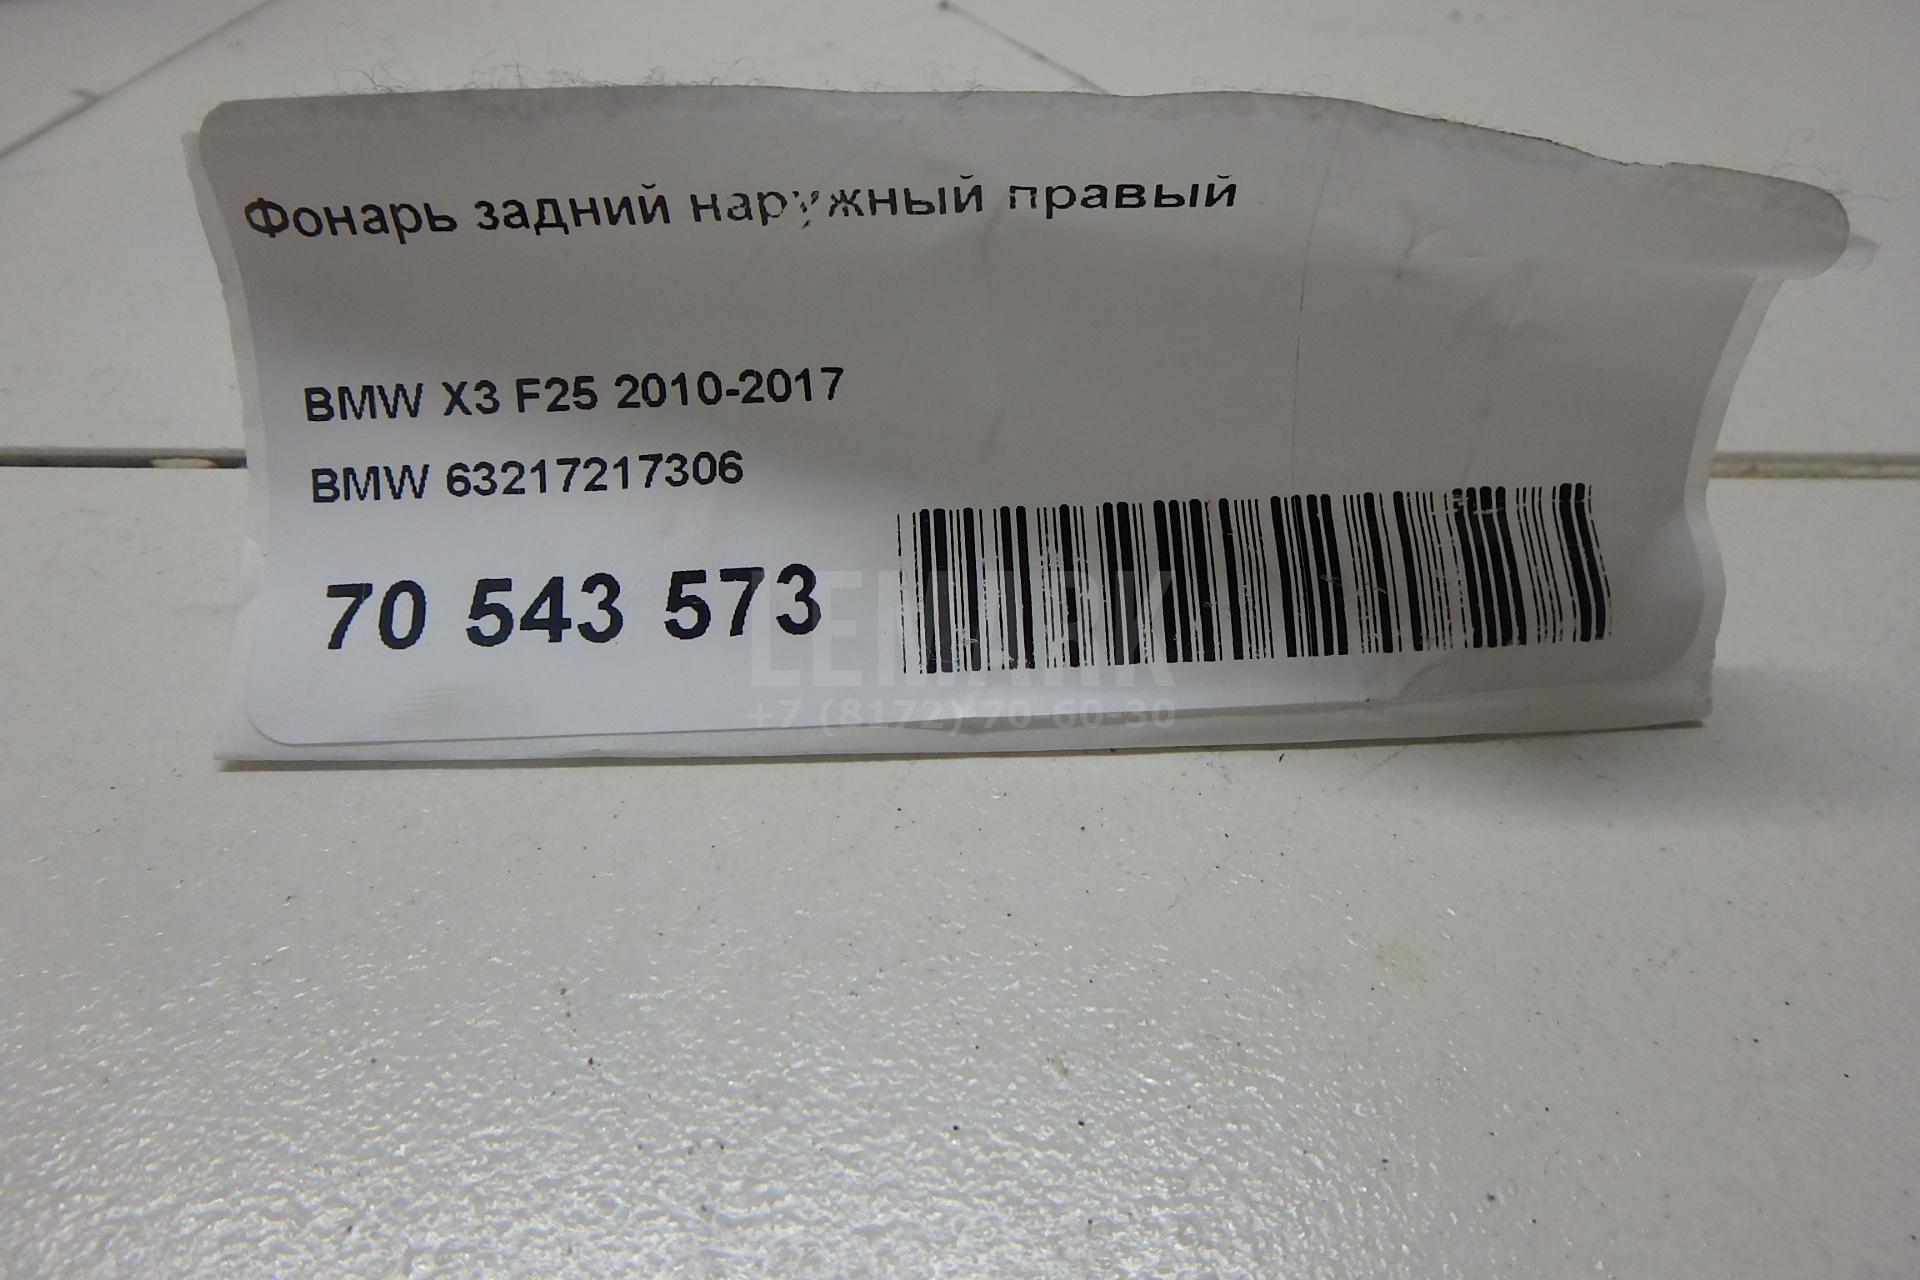 Фонарь задний наружный правый
BMW X3 F25 2010-2017
BMW 63217217306
70 543 573
LEMARK
+7 (8172) 70-60-30